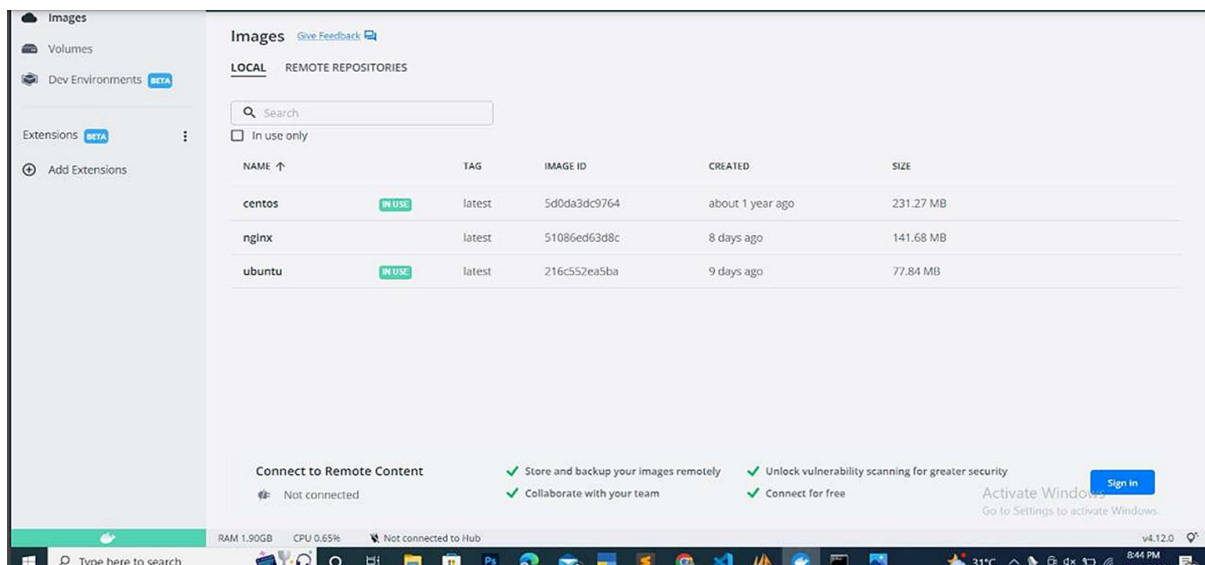 Images
Volumes
Dev Environments BETA
Extensions BETA
Add Extensions
Images Give Feedback
LOCAL REMOTE REPOSITORIES
Search
In use only
NAME TAG IMAGE ID CREATED SIZE
centos IN USE latest 5d0da3dc9764 about 1 year ago 231.27 MB
nginx latest 51086ed63d8c 8 days ago 141.68 MB
ubuntu IN USE latest 216c552ea5ba 9 days ago 77.84 MB
Connect to Remote Content
Not connected
Store and backup your images remotely
Collaborate with your team
Unlock vulnerability scanning for greater security
Connect for free
Sign in
Activate Windows
Go to Settings to activate Windows.
RAM 1.90GB CPU 0.65% Not connected to Hub v4.12.0
Type here to search Ps 31°C 8:44 PM